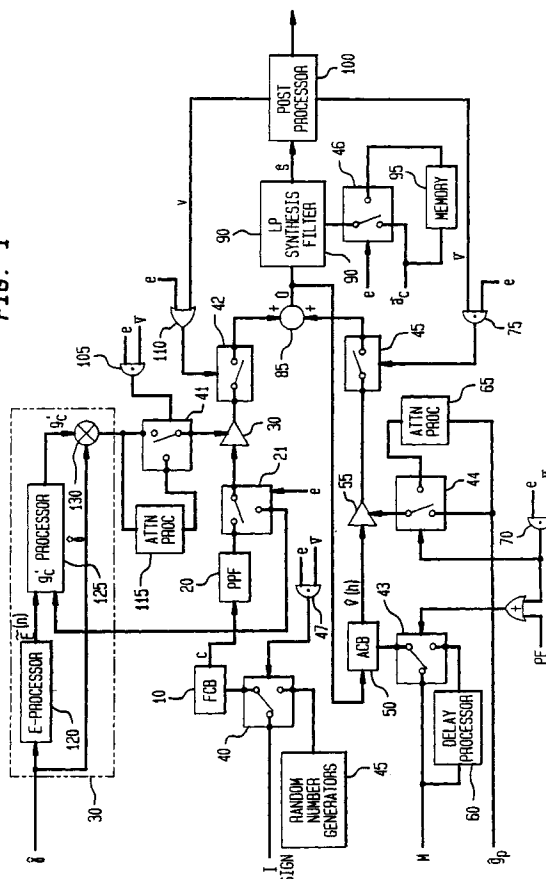 FIG. 1
E-PROCESSOR
120
Ẽ(n)
g'c PROCESSOR
125
g'c
130
γ̂
γ̂
30
ATTN
PROC
115
41
105
e
v̄
e
v
110
42
30
21
e
20
PPF
C
10
FCB
40
47
e
v̄
I
SIGN
RANDOM
NUMBER
GENERATORS
45
85
+
+
90
LP
SYNTHESIS
FILTER
90
POST
PROCESSOR
100
46
95
MEMORY
e
75
e
45
55
ACB
50
43
44
ATTN
PROC
65
70
e
+
PF
M
DELAY
PROCESSOR
60
ĝp